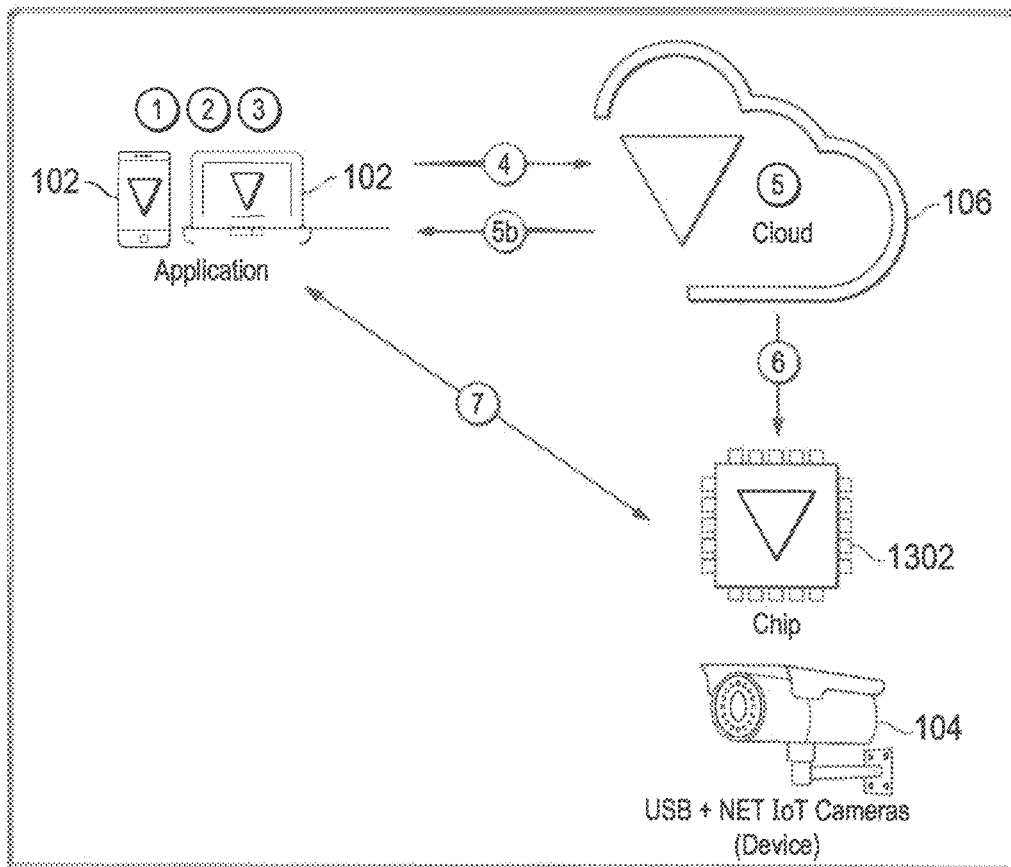 1 2 3
102
102
Application
4
5b
5
Cloud
106
6
7
1302
Chip
104
USB + NET IoT Cameras
(Device)